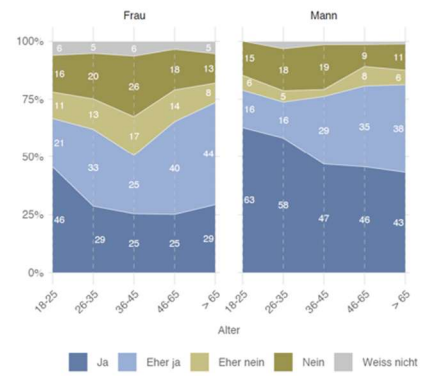 Frau Mann
100%
75%
50%
25%
0%
6 5 6 5
16 20 26 18 13
11 13 17 14 8
21 33 25 40 44
46 29 25 25 29
15 18 19 9 11
6 5 8 6
16 16 29 35 38
63 58 47 46 43
18-25 26-35 36-45 46-65 > 65 18-25 26-35 36-45 46-65 > 65
Alter
Ja Eher ja Eher nein Nein Weiss nicht